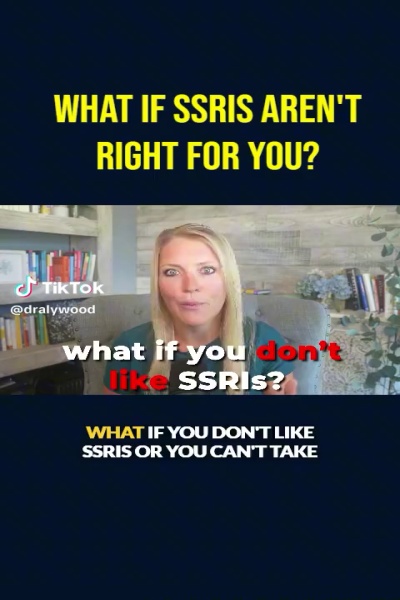 WHAT IF SSRIS AREN'T
RIGHT FOR YOU?
TikTok
@dralywood
what if you don't
like SSRIs?
WHAT IF YOU DON'T LIKE
SSRIS OR YOU CAN'T TAKE